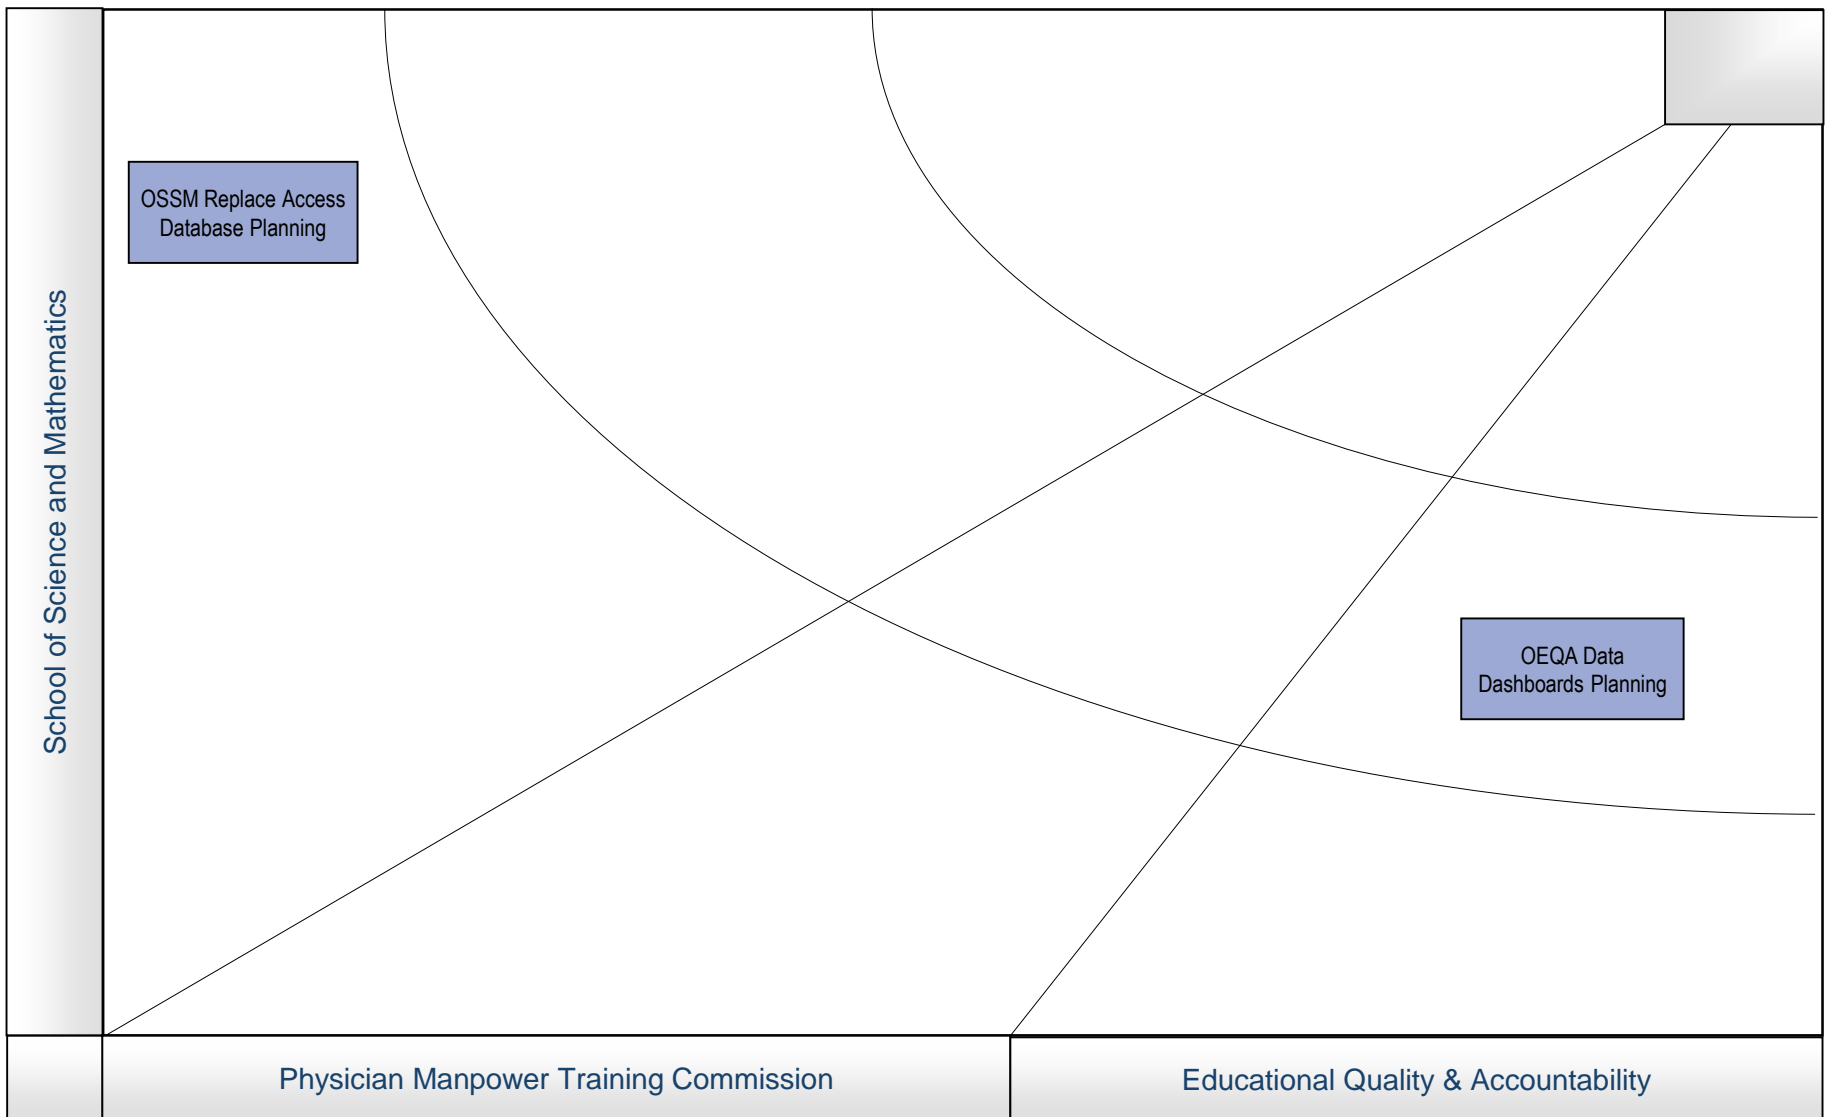 School of Science and Mathematics
OSSM Replace Access
Database Planning
OEQA Data
Dashboards Planning
Physician Manpower Training Commission
Educational Quality & Accountability